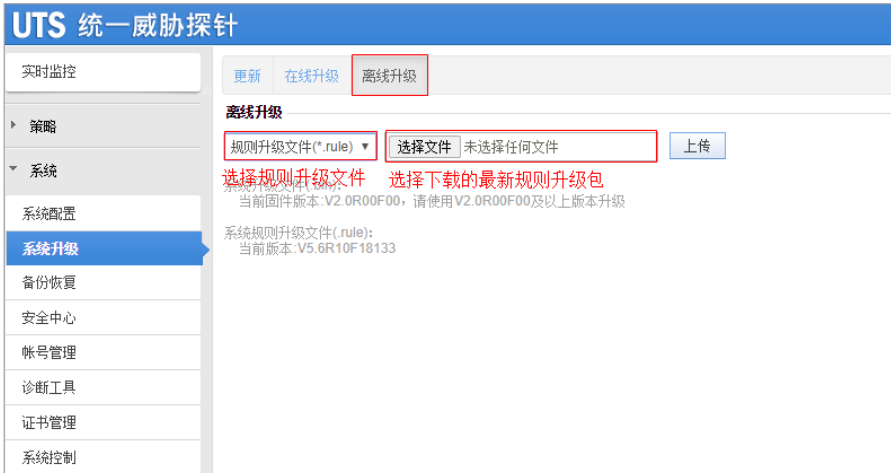 UTS 统一威胁探针
实时监控
策略
系统
系统配置
系统升级
备份恢复
安全中心
帐号管理
诊断工具
证书管理
系统控制
更新 在线升级 离线升级
离线升级
规则升级文件(*.rule) 选择文件 未选择任何文件 上传
选择规则升级文件 选择下载的最新规则升级包
系统升级文件(.bin):
当前固件版本:V2.0R00F00，请使用V2.0R00F00及以上版本升级
系统规则升级文件(.rule):
当前版本:V5.6R10F18133